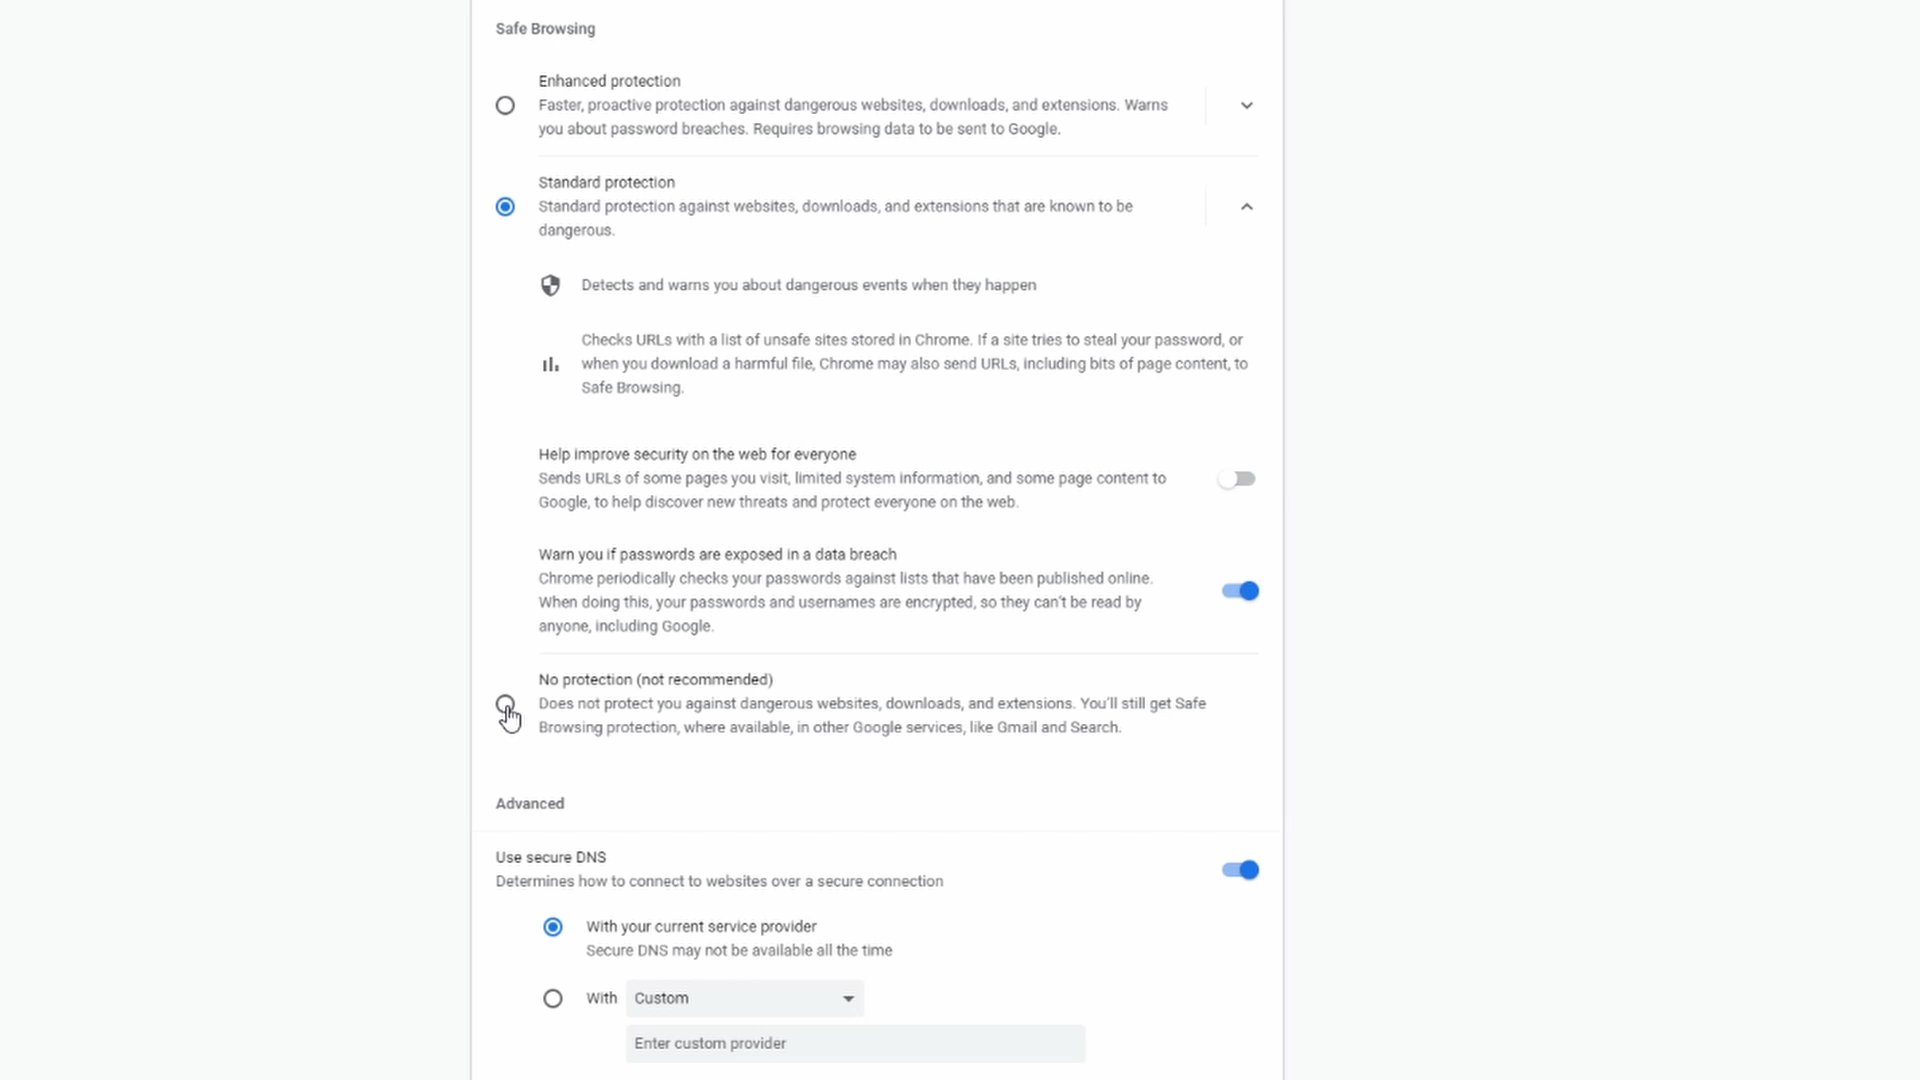 Safe Browsing
Enhanced protection
Faster, proactive protection against dangerous websites, downloads, and extensions. Warns
you about password breaches. Requires browsing data to be sent to Google.
Standard protection
Standard protection against websites, downloads, and extensions that are known to be
dangerous.
Detects and warns you about dangerous events when they happen
Checks URLs with a list of unsafe sites stored in Chrome. If a site tries to steal your password, or
when you download a harmful file, Chrome may also send URLs, including bits of page content, to
Safe Browsing.
Help improve security on the web for everyone
Sends URLs of some pages you visit, limited system information, and some page content to
Google, to help discover new threats and protect everyone on the web.
Warn you if passwords are exposed in a data breach
Chrome periodically checks your passwords against lists that have been published online.
When doing this, your passwords and usernames are encrypted, so they can't be read by
anyone, including Google.
No protection (not recommended)
Does not protect you against dangerous websites, downloads, and extensions. You'll still get Safe
Browsing protection, where available, in other Google services, like Gmail and Search.
Advanced
Use secure DNS
Determines how to connect to websites over a secure connection
With your current service provider
Secure DNS may not be available all the time
With Custom
Enter custom provider